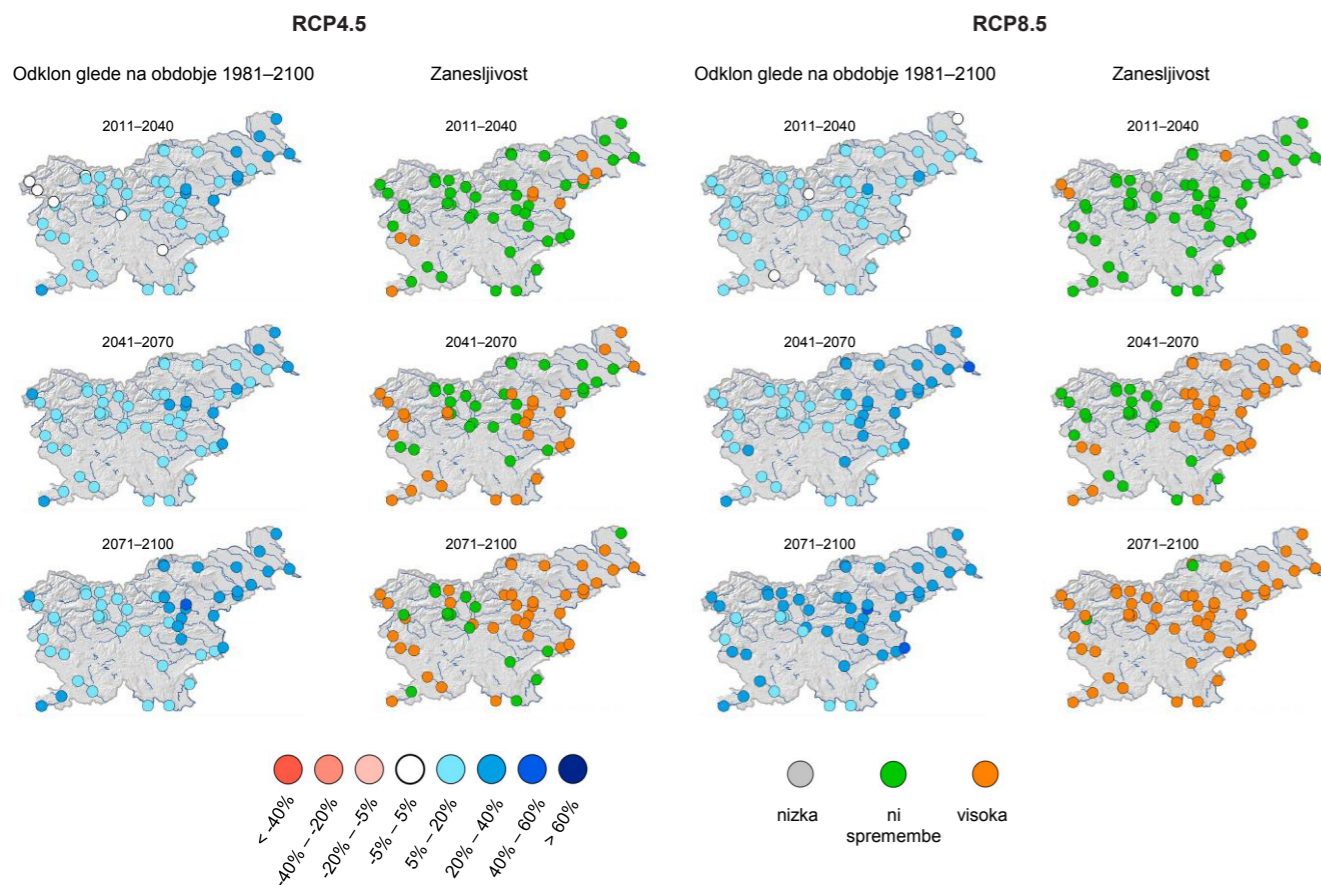 RCP4.5
RCP8.5
Odklon glede na obdobje 1981–2100
Zanesljivost
Odklon glede na obdobje 1981–2100
Zanesljivost
2011–2040
2011–2040
2011–2040
2011–2040
2041–2070
2041–2070
2041–2070
2041–2070
2071–2100
2071–2100
2071–2100
2071–2100
< -40%
-40% – -20%
-20% – -5%
-5% – 5%
5% – 20%
20% – 40%
40% – 60%
> 60%
nizka
ni
spremembe
visoka